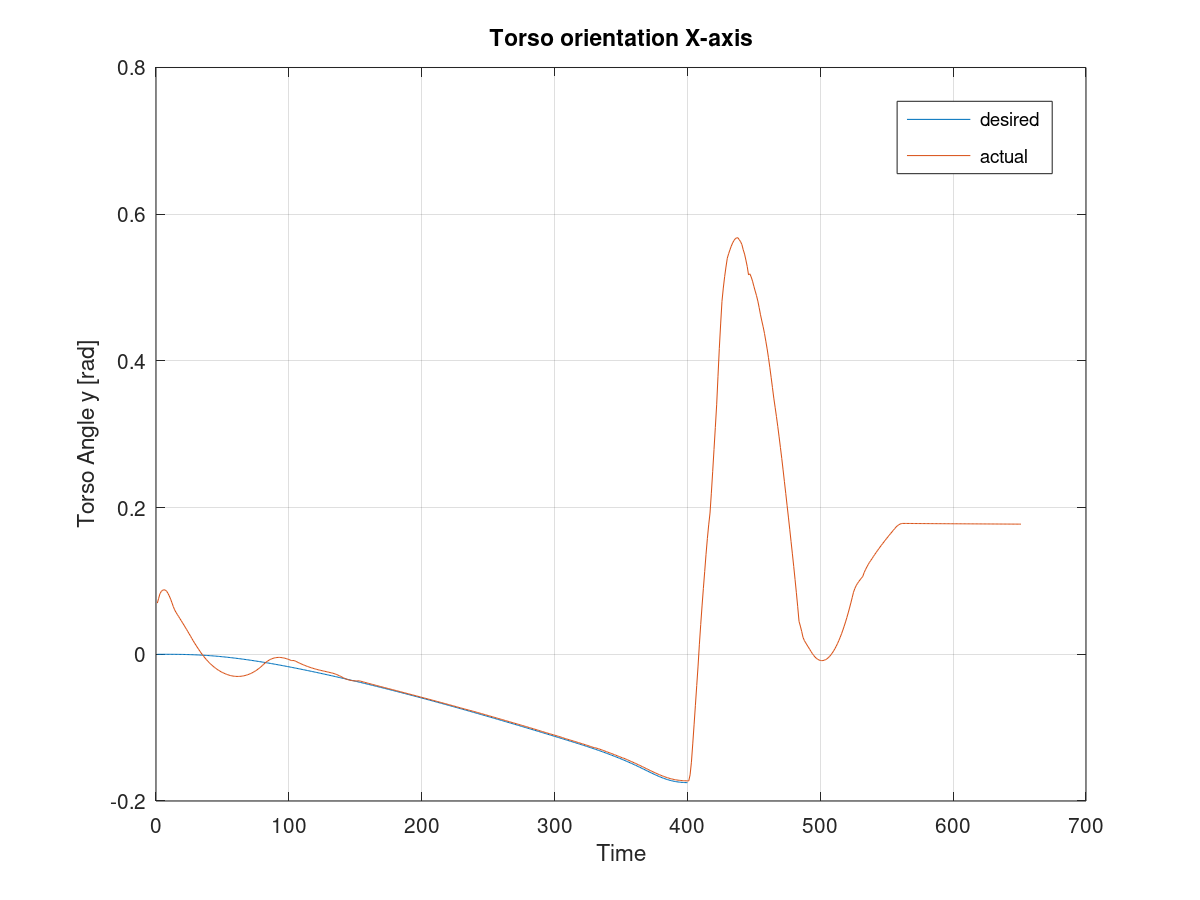 Torso orientation X-axis
0.8
0.6
0.4
0.2
0
-0.2
Torso Angle y [rad]
desired
actual
0 100 200 300 400 500 600 700
Time